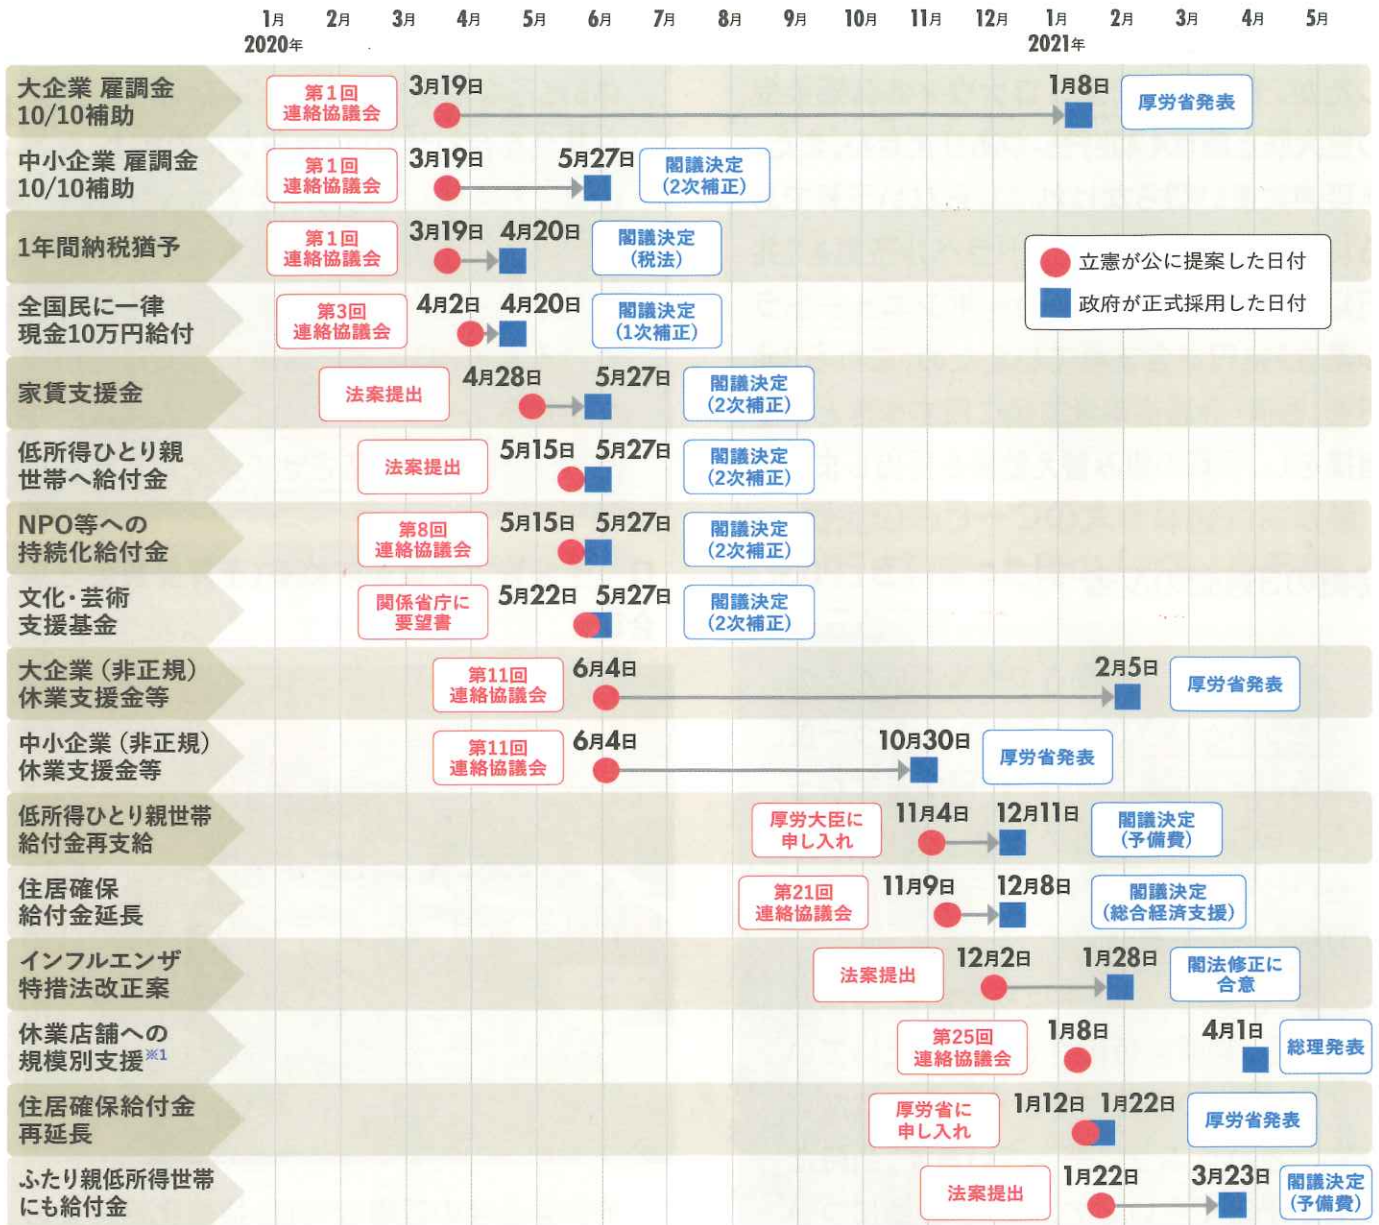 1月 2月 3月 4月 5月 6月 7月 8月 9月 10月 11月 12月 1月 2月 3月 4月 5月
2020年 2021年
大企業 雇調金
10/10補助
第1回
連絡協議会
3月19日
1月8日
厚労省発表
中小企業 雇調金
10/10補助
第1回
連絡協議会
3月19日
5月27日
閣議決定
(2次補正)
1年間納税猶予
第1回
連絡協議会
3月19日
4月20日
閣議決定
(税法)
立憲が公に提案した日付
政府が正式採用した日付
全国民に一律
現金10万円給付
第3回
連絡協議会
4月2日
4月20日
閣議決定
(1次補正)
家賃支援金
法案提出
4月28日
5月27日
閣議決定
(2次補正)
低所得ひとり親
世帯へ給付金
法案提出
5月15日
5月27日
閣議決定
(2次補正)
NPO等への
持続化給付金
第8回
連絡協議会
5月15日
5月27日
閣議決定
(2次補正)
文化・芸術
支援基金
関係省庁に
要望書
5月22日
5月27日
閣議決定
(2次補正)
大企業(非正規)
休業支援金等
第11回
連絡協議会
6月4日
2月5日
厚労省発表
中小企業(非正規)
休業支援金等
第11回
連絡協議会
6月4日
10月30日
厚労省発表
低所得ひとり親世帯
給付金再支給
厚労大臣に
申し入れ
11月4日
12月11日
閣議決定
(予備費)
住居確保
給付金延長
第21回
連絡協議会
11月9日
12月8日
閣議決定
(総合経済支援)
インフルエンザ
特措法改正案
法案提出
12月2日
1月28日
閣法修正に
合意
休業店舗への
規模別支援※1
第25回
連絡協議会
1月8日
4月1日
総理発表
住居確保給付金
再延長
厚労省に
申し入れ
1月12日
1月22日
厚労省発表
ふたり親低所得世帯
にも給付金
法案提出
1月22日
3月23日
閣議決定
(予備費)